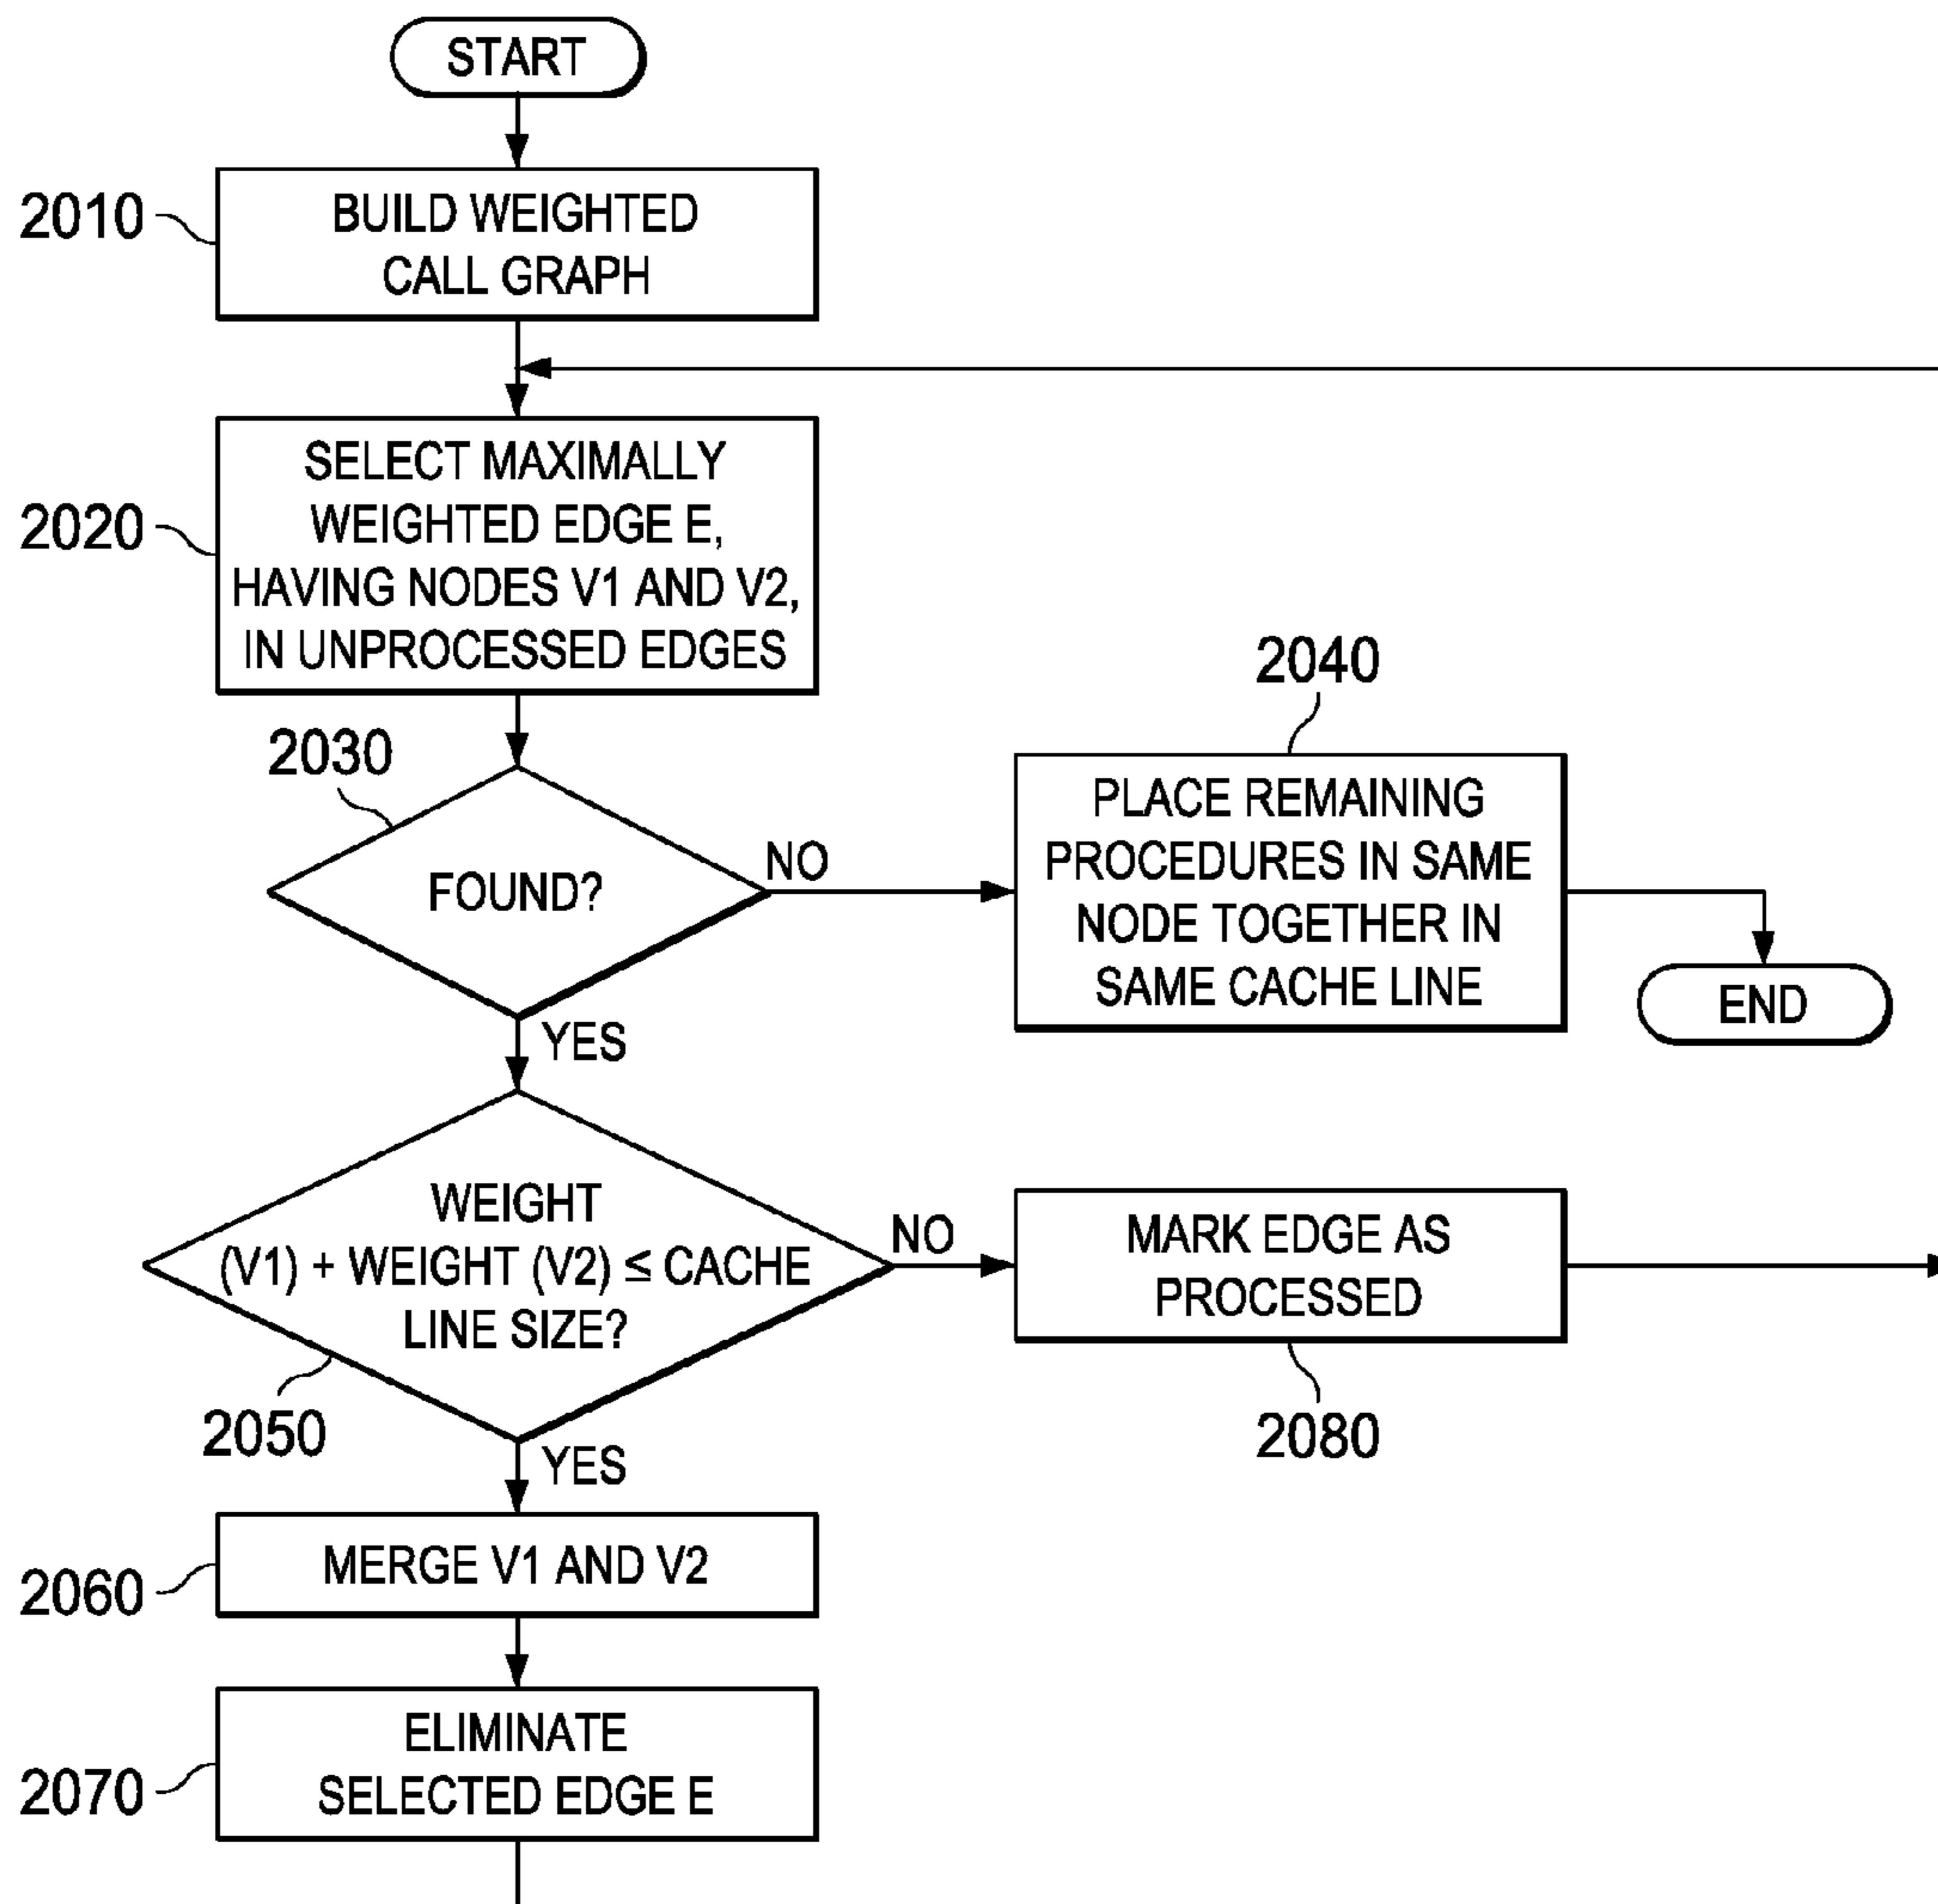 START
2010
BUILD WEIGHTED
CALL GRAPH
2020
SELECT MAXIMALLY
WEIGHTED EDGE E,
HAVING NODES V1 AND V2,
IN UNPROCESSED EDGES
2030
FOUND?
NO
2040
PLACE REMAINING
PROCEDURES IN SAME
NODE TOGETHER IN
SAME CACHE LINE
END
YES
WEIGHT
(V1) + WEIGHT (V2) ≤ CACHE
LINE SIZE?
2050
NO
MARK EDGE AS
PROCESSED
2080
YES
2060
MERGE V1 AND V2
2070
ELIMINATE
SELECTED EDGE E